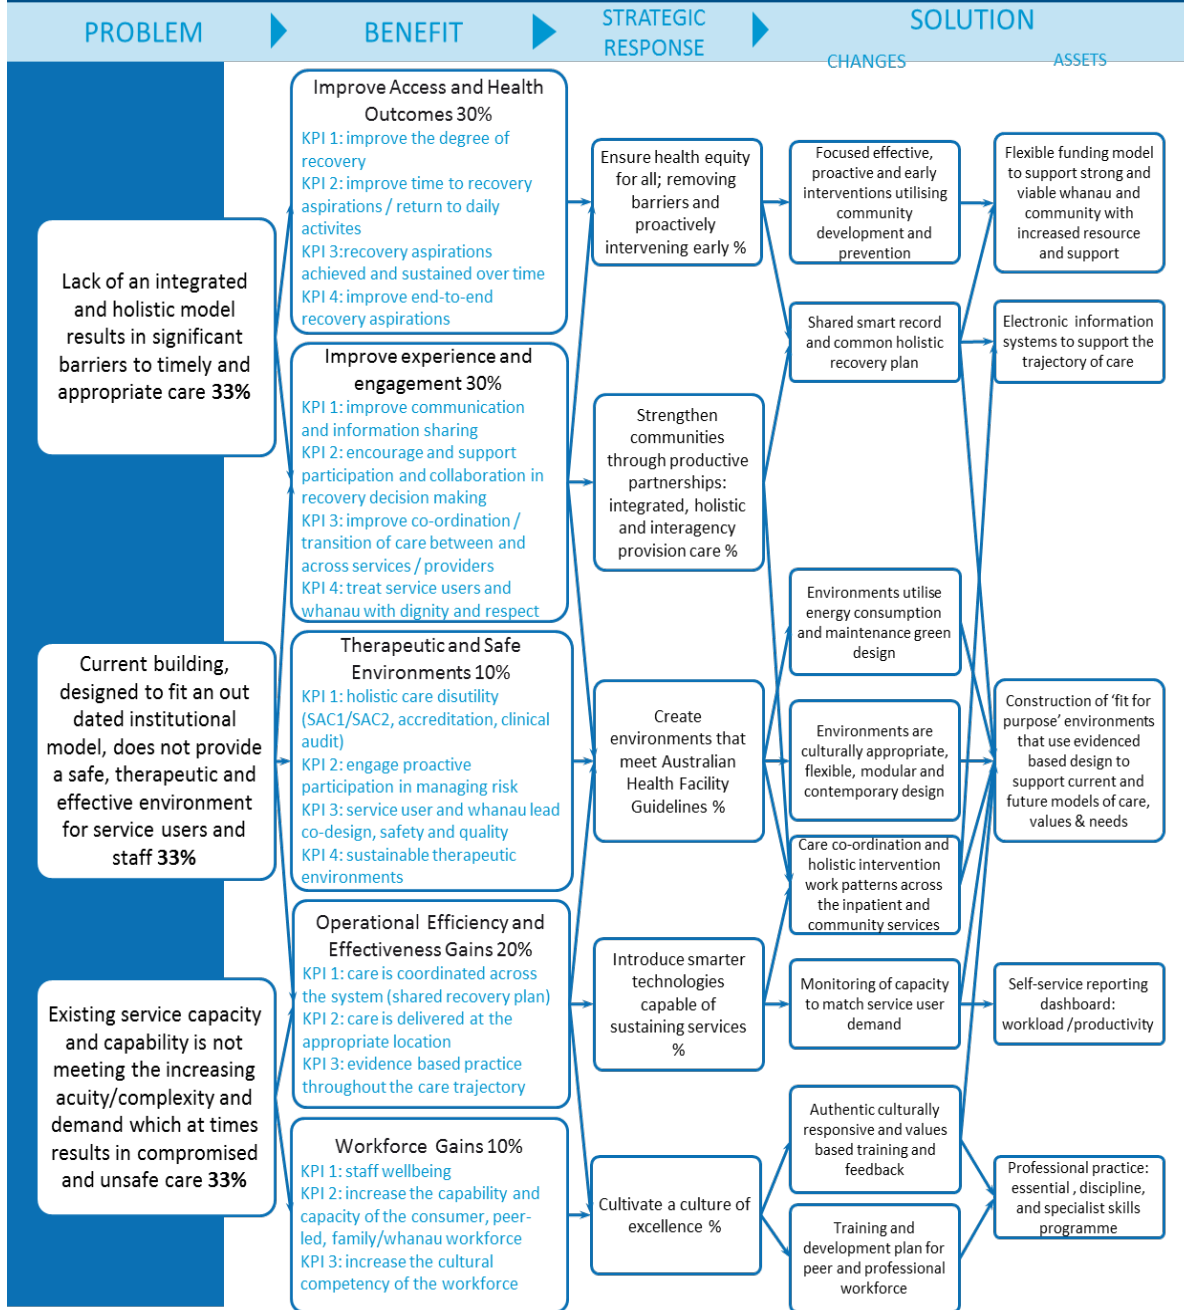 PROBLEM
BENEFIT
STRATEGIC
RESPONSE
SOLUTION
CHANGES
ASSETS
Lack of an integrated
and holistic model
results in significant
barriers to timely and
appropriate care 33%
Current building,
designed to fit an out
dated institutional
model, does not provide
a safe, therapeutic and
effective environment
for service users and
staff 33%
Existing service capacity
and capability is not
meeting the increasing
acuity/complexity and
demand which at times
results in compromised
and unsafe care 33%
Improve Access and Health
Outcomes 30%
KPI 1: improve the degree of
recovery
KPI 2: improve time to recovery
aspirations / return to daily
activites
KPI 3:recovery aspirations
achieved and sustained over time
KPI 4: improve end-to-end
recovery aspirations
Improve experience and
engagement 30%
KPI 1: improve communication
and information sharing
KPI 2: encourage and support
participation and collaboration in
recovery decision making
KPI 3: improve co-ordination /
transition of care between and
across services / providers
KPI 4: treat service users and
whanau with dignity and respect
Therapeutic and Safe
Environments 10%
KPI 1: holistic care disutility
(SAC1/SAC2, accreditation, clinical
audit)
KPI 2: engage proactive
participation in managing risk
KPI 3: service user and whanau lead
co-design, safety and quality
KPI 4: sustainable therapeutic
environments
Operational Efficiency and
Effectiveness Gains 20%
KPI 1: care is coordinated across
the system (shared recovery plan)
KPI 2: care is delivered at the
appropriate location
KPI 3: evidence based practice
throughout the care trajectory
Workforce Gains 10%
KPI 1: staff wellbeing
KPI 2: increase the capability and
capacity of the consumer, peer-
led, family/whanau workforce
KPI 3: increase the cultural
competency of the workforce
Ensure health equity
for all; removing
barriers and
proactively
intervening early %
Strengthen
communities
through productive
partnerships:
integrated, holistic
and interagency
provision care %
Create
environments that
meet Australian
Health Facility
Guidelines %
Introduce smarter
technologies
capable of
sustaining services
%
Cultivate a culture of
excellence %
Focused effective,
proactive and early
interventions utilising
community
development and
prevention
Shared smart record
and common holistic
recovery plan
Environments utilise
energy consumption
and maintenance green
design
Environments are
culturally appropriate,
flexible, modular and
contemporary design
Care co-ordination and
holistic intervention
work patterns across
the inpatient and
community services
Monitoring of capacity
to match service user
demand
Authentic culturally
responsive and values
based training and
feedback
Training and
development plan for
peer and professional
workforce
Flexible funding model
to support strong and
viable whanau and
community with
increased resource
and support
Electronic information
systems to support the
trajectory of care
Construction of ‘fit for
purpose’ environments
that use evidenced
based design to
support current and
future models of care,
values & needs
Self-service reporting
dashboard:
workload /productivity
Professional practice:
essential , discipline,
and specialist skills
programme